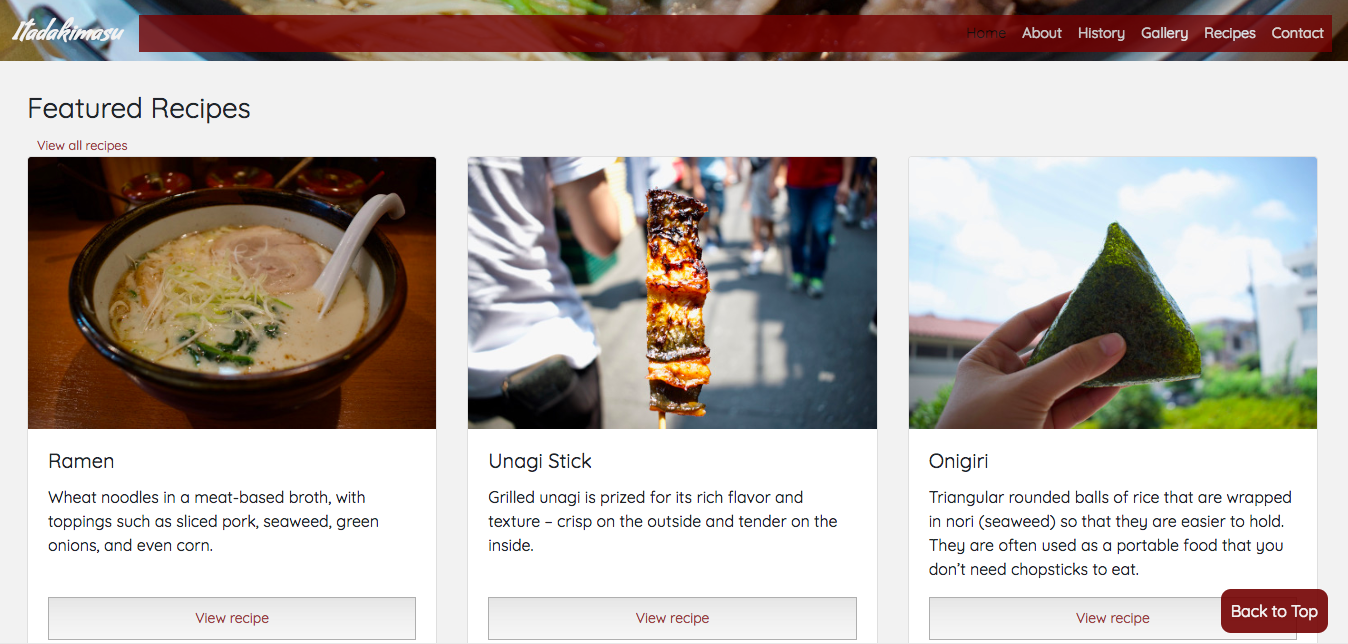 Itadakimasu
Home About History Gallery Recipes Contact
Featured Recipes
View all recipes
Ramen
Wheat noodles in a meat-based broth, with
toppings such as sliced pork, seaweed, green
onions, and even corn.
View recipe
Unagi Stick
Grilled unagi is prized for its rich flavor and
texture – crisp on the outside and tender on the
inside.
View recipe
Onigiri
Triangular rounded balls of rice that are wrapped
in nori (seaweed) so that they are easier to hold.
They are often used as a portable food that you
don’t need chopsticks to eat.
View recipe
Back to Top